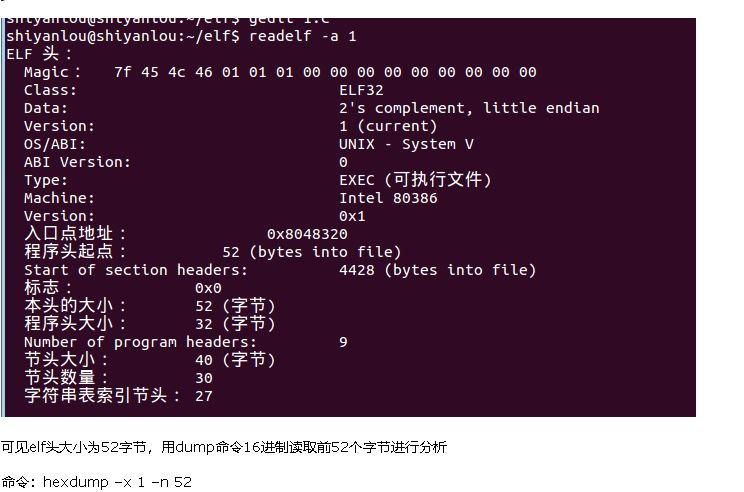 shiyanlou@shiyanlou:~/elf$ gedit 1.c
shiyanlou@shiyanlou:~/elf$ readelf -a 1
ELF 头：
Magic： 7f 45 4c 46 01 01 01 00 00 00 00 00 00 00 00 00
Class: ELF32
Data: 2's complement, little endian
Version: 1 (current)
OS/ABI: UNIX - System V
ABI Version: 0
Type: EXEC (可执行文件)
Machine: Intel 80386
Version: 0x1
入口点地址： 0x8048320
程序头起点： 52 (bytes into file)
Start of section headers: 4428 (bytes into file)
标志： 0x0
本头的大小： 52 (字节)
程序头大小： 32 (字节)
Number of program headers: 9
节头大小： 40 (字节)
节头数量： 30
字符串表索引节头： 27
可见elf头大小为52字节，用dump命令16进制读取前52个字节进行分析
命令：hexdump -x 1 -n 52